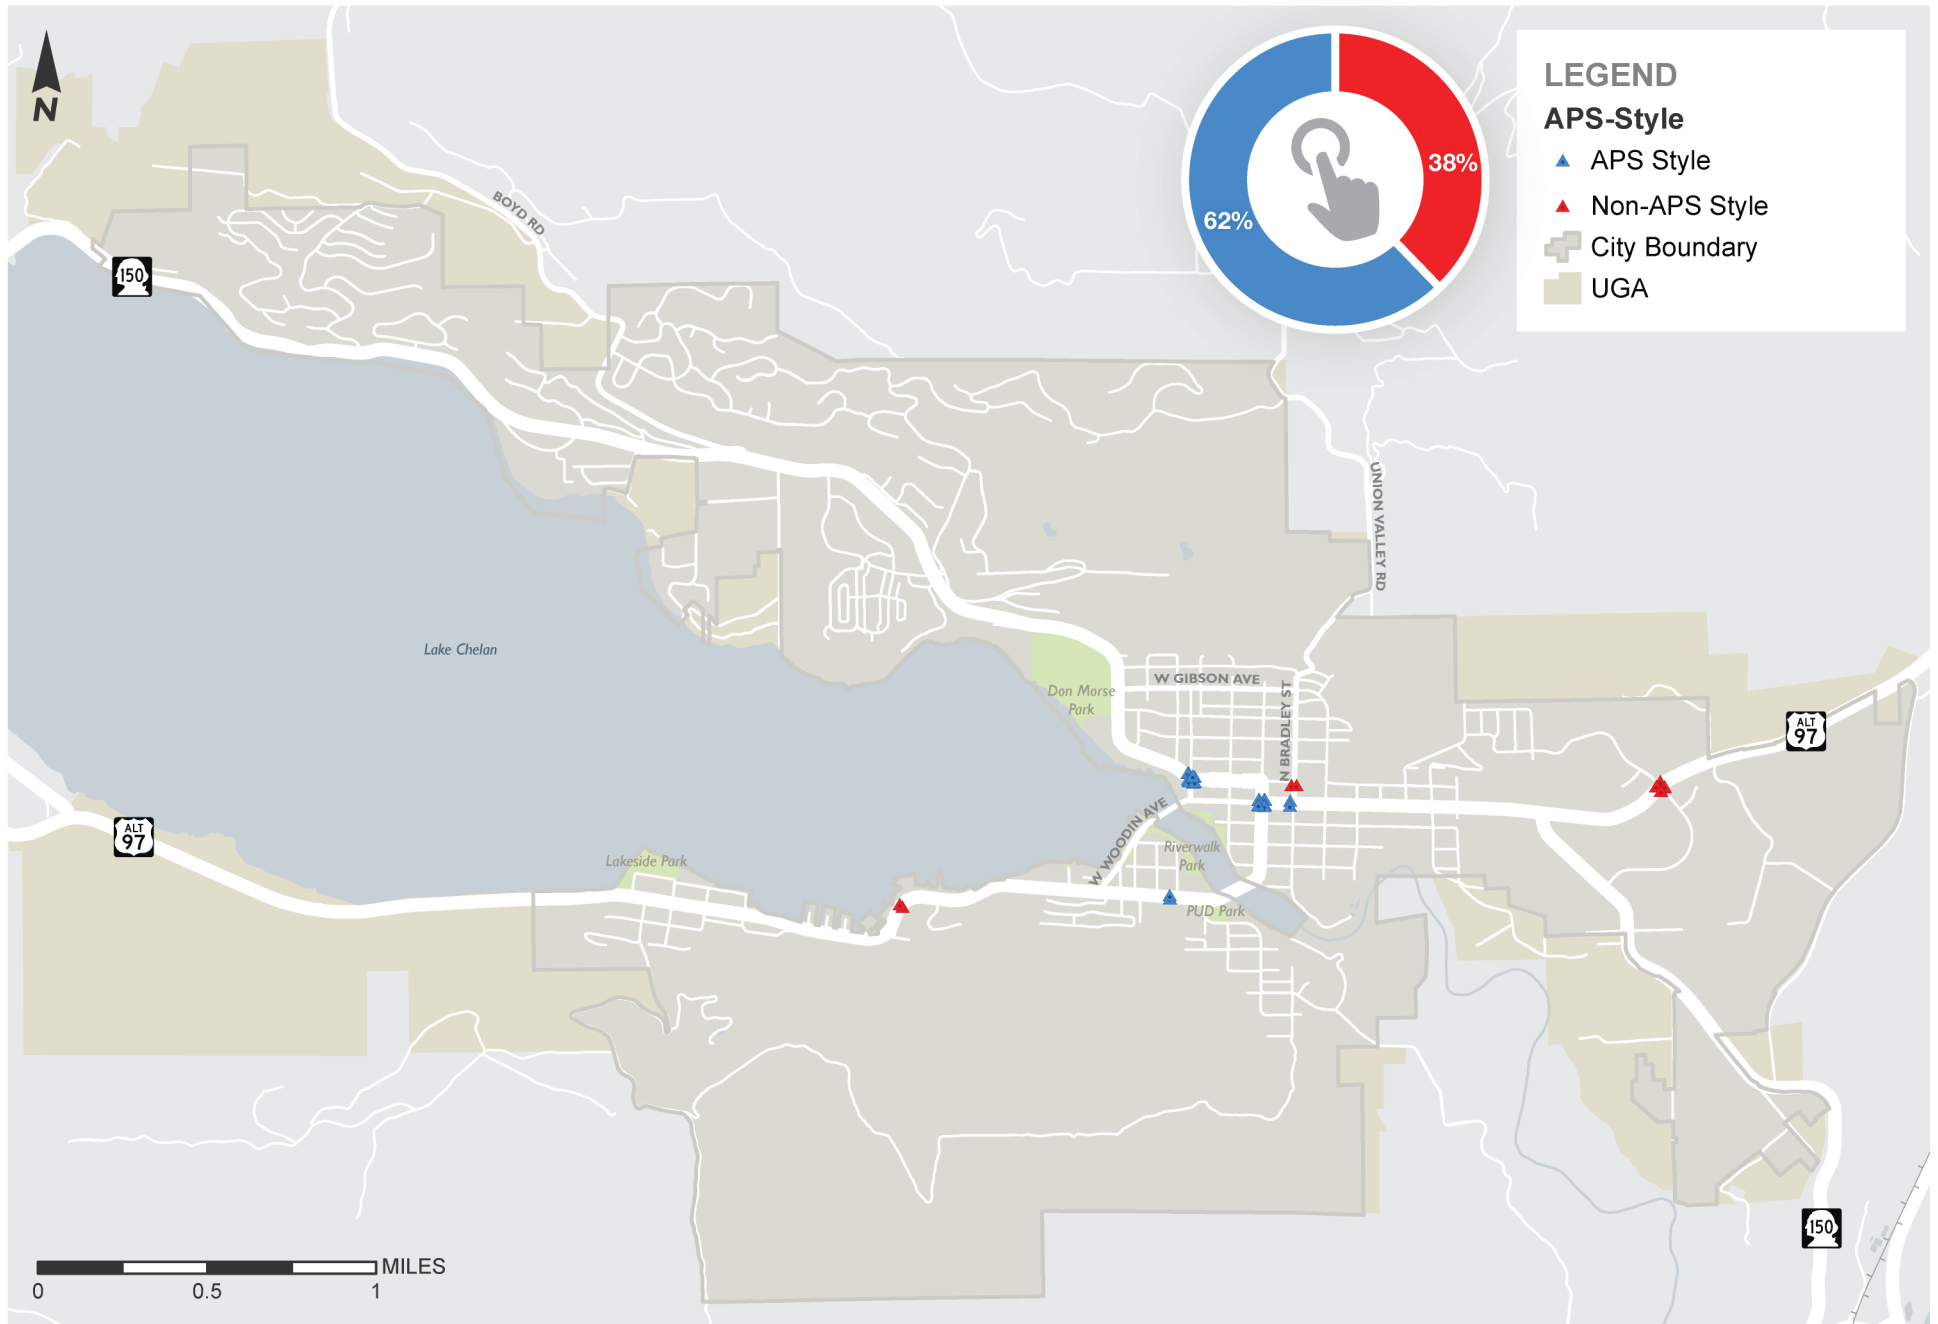 N
150
BOYD RD
38%
62%
LEGEND
APS-Style
APS Style
Non-APS Style
City Boundary
UGA
UNION VALLEY RD
Lake Chelan
Don Morse
Park
W GIBSON AVE
N BRADLEY ST
ALT
97
ALT
97
W WOODIN AVE
Lakeside Park
Riverwalk
Park
PUD Park
150
MILES
0
0.5
1